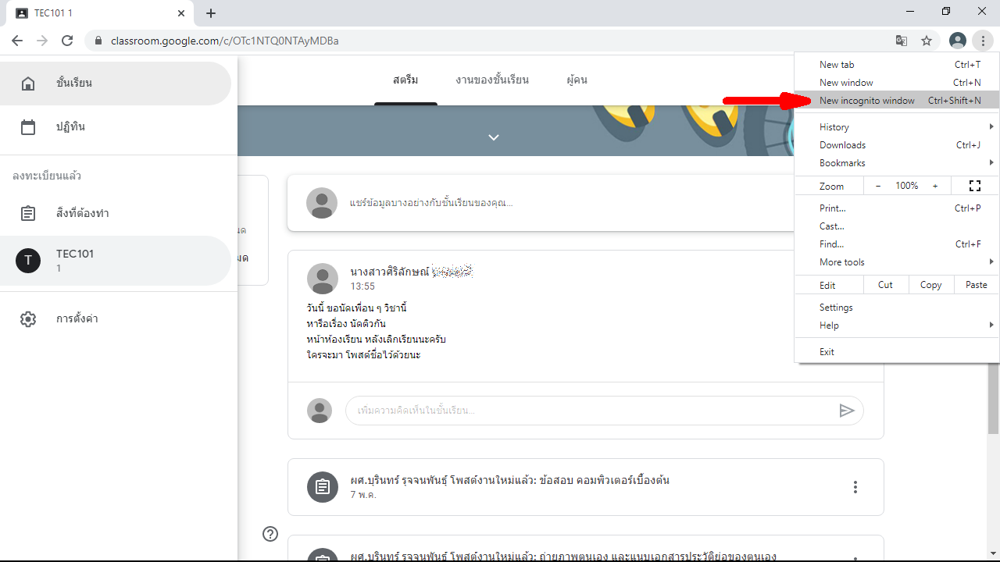 TEC101 1
classroom.google.com/c/OTc1NTQ0NTAyMDBa
ชั้นเรียน
ปฏิทิน
ลงทะเบียนแล้ว
สิ่งที่ต้องทำ
T
TEC101
1
การตั้งค่า
สตรีม
งานของชั้นเรียน
ผู้คน
แชร์ข้อมูลบางอย่างกับชั้นเรียนของคุณ...
นางสาวศิริลักษณ์
13:55
วันนี้ ขอนัดเพื่อน ๆ วิชานี้
หารือเรื่อง นัดติวกัน
หน้าห้องเรียน หลังเลิกเรียนนะครับ
ใครจะมา โพสต์ชื่อไว้ด้วยนะ
เพิ่มความคิดเห็นในชั้นเรียน...
ผศ.บุรินทร์ รุจจนพันธุ์ โพสต์งานใหม่แล้ว: ข้อสอบ คอมพิวเตอร์เบื้องต้น
7 พ.ค.
ผศ.บุรินทร์ รุจจนพันธุ์ โพสต์งานใหม่แล้ว: ถ่ายภาพตนเอง และแนบเอกสารประวัติย่อของตนเอง
New tab Ctrl+T
New window Ctrl+N
New incognito window Ctrl+Shift+N
History
Downloads Ctrl+J
Bookmarks
Zoom − 100% +
Print... Ctrl+P
Cast...
Find... Ctrl+F
More tools
Edit Cut Copy Paste
Settings
Help
Exit